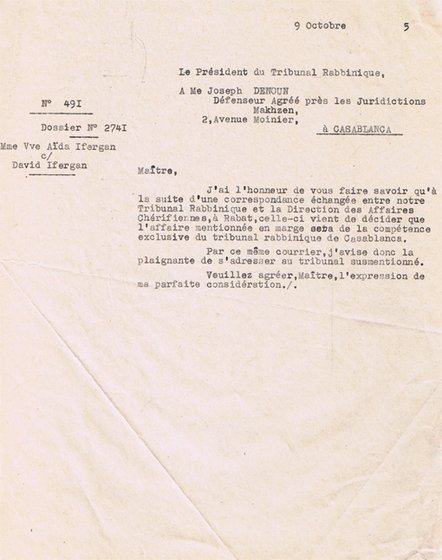 9 Octobre 5
Le Président du Tribunal Rabbinique,
A Me Joseph DENOUN
Défenseur Agréé près les Juridictions
Makhzen,
2,Avenue Moinier,
à CASABLANCA
N° 491
Dossier N° 2741
Mme Vve Aïda Ifergan
c/
David Ifergan
Maître,
J'ai l'honneur de vous faire savoir qu'à
la suite d'une correspondance échangée entre notre
Tribunal Rabbinique et la Direction des Affaires
Chérifiennes,à Rabat,celle-ci vient de décider que
l'affaire mentionnée en marge sera de la compétence
exclusive du tribunal rabbinique de Casablanca.
Par ce même courrier,j'avise donc la
plaignante de s'adresser au tribunal susmentionné.
Veuillez agréer,Maître,l'expression de
ma parfaite considération./.